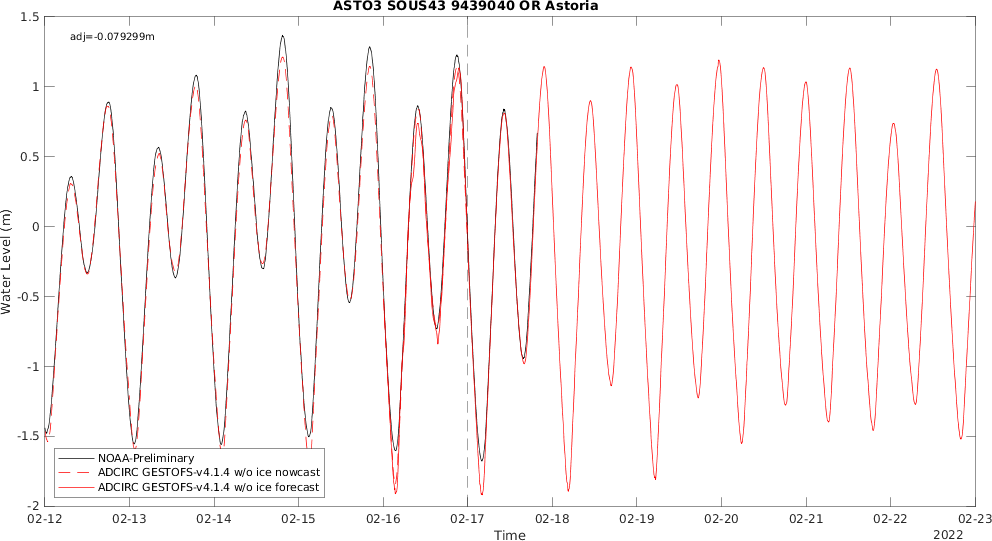 ASTO3 SOUS43 9439040 OR Astoria
adj=-0.079299m
1.5
1
0.5
0
-0.5
-1
-1.5
-2
Water Level (m)
NOAA-Preliminary
ADCIRC GESTOFS-v4.1.4 w/o ice nowcast
ADCIRC GESTOFS-v4.1.4 w/o ice forecast
02-12 02-13 02-14 02-15 02-16 02-17 02-18 02-19 02-20 02-21 02-22 02-23
Time
2022